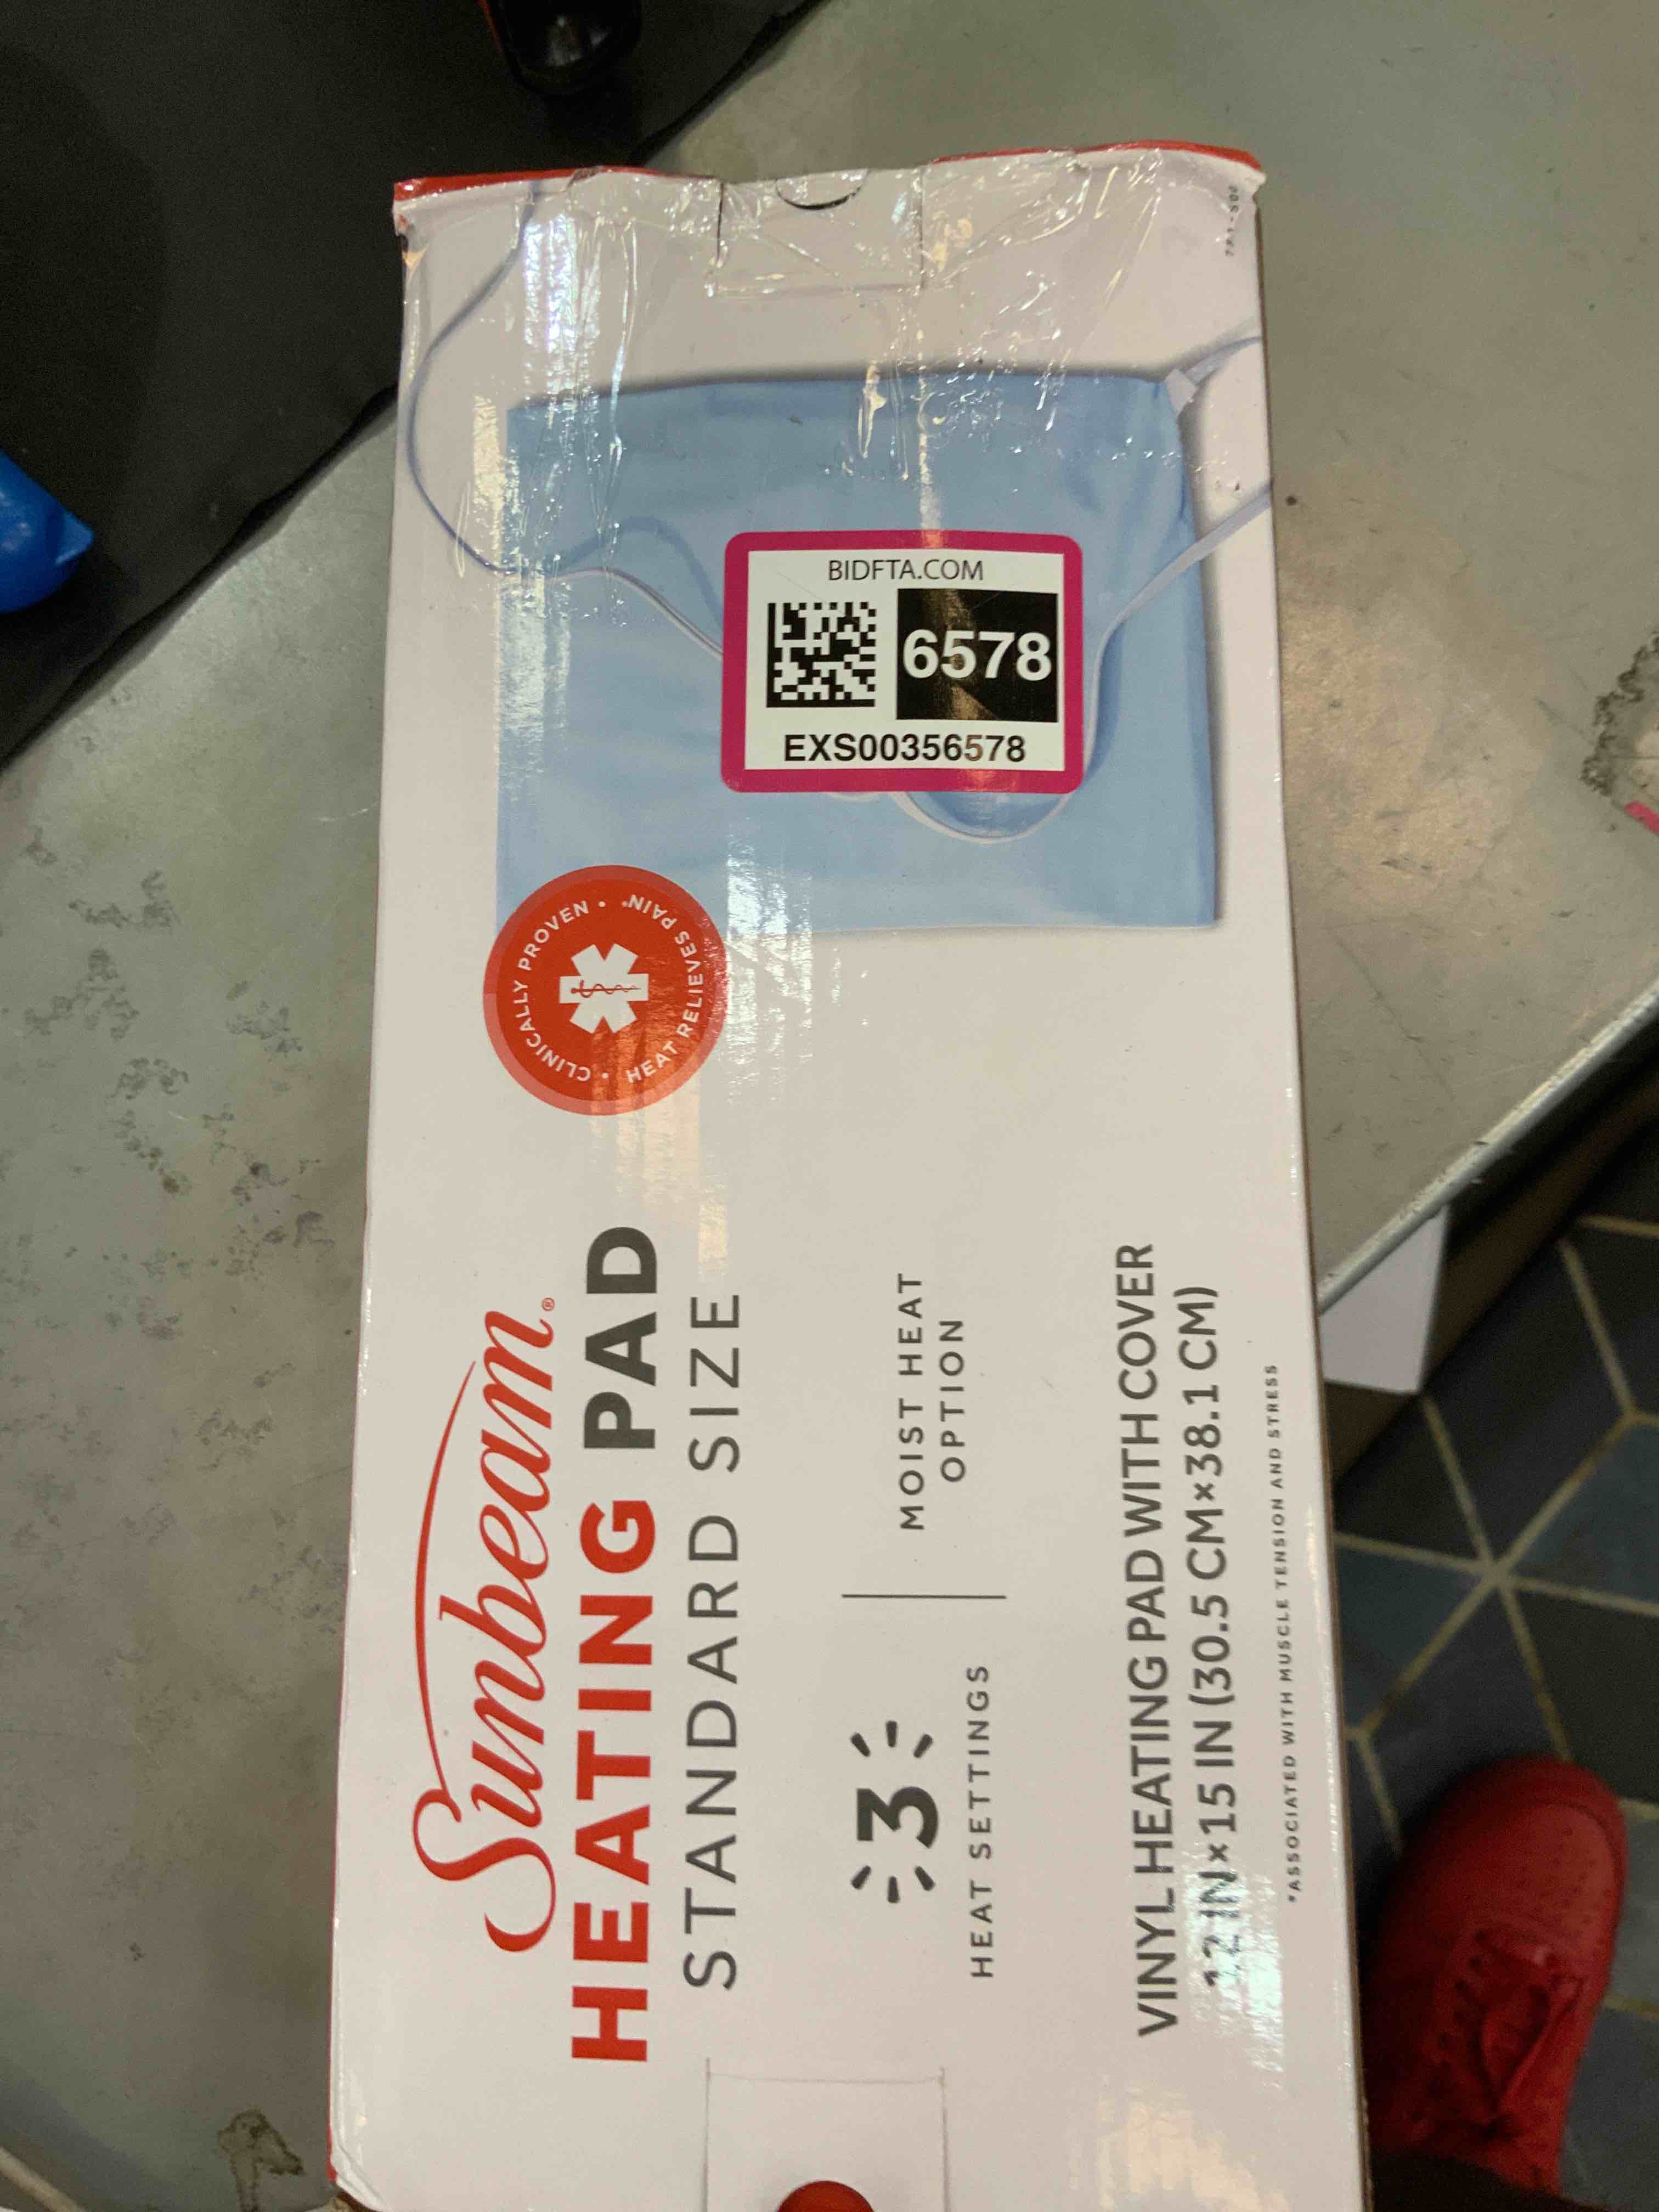 Sunbeam®
HEATING PAD
STANDARD SIZE
3
HEAT SETTINGS
MOIST HEAT
OPTION
VINYL HEATING PAD WITH COVER
12 IN×15 IN (30.5 CM×38.1 CM)
*ASSOCIATED WITH MUSCLE TENSION AND STRESS
• CLINICALLY PROVEN •
HEAT RELIEVES PAIN*
BIDFTA.COM
6578
EXS00356578